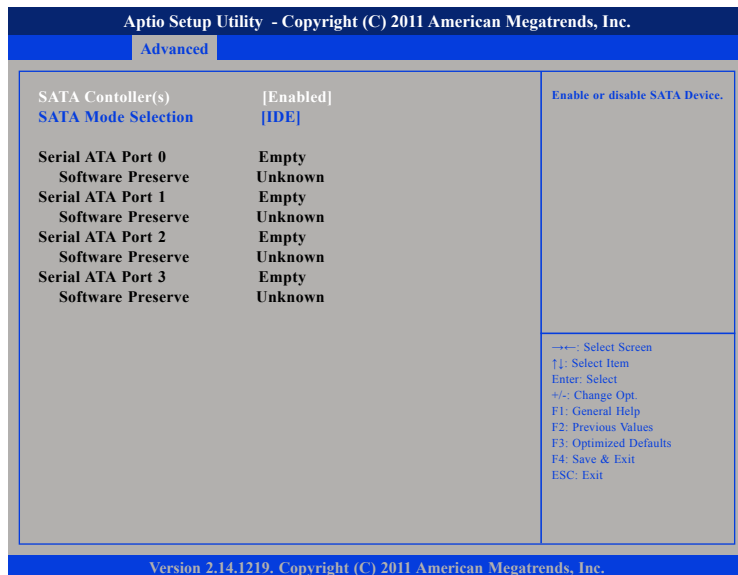 Aptio Setup Utility - Copyright (C) 2011 American Megatrends, Inc.
Advanced
SATA Contoller(s) [Enabled]
SATA Mode Selection [IDE]
Serial ATA Port 0 Empty
Software Preserve Unknown
Serial ATA Port 1 Empty
Software Preserve Unknown
Serial ATA Port 2 Empty
Software Preserve Unknown
Serial ATA Port 3 Empty
Software Preserve Unknown
Enable or disable SATA Device.
→←: Select Screen
↑↓: Select Item
Enter: Select
+/-: Change Opt.
F1: General Help
F2: Previous Values
F3: Optimized Defaults
F4: Save & Exit
ESC: Exit
Version 2.14.1219. Copyright (C) 2011 American Megatrends, Inc.